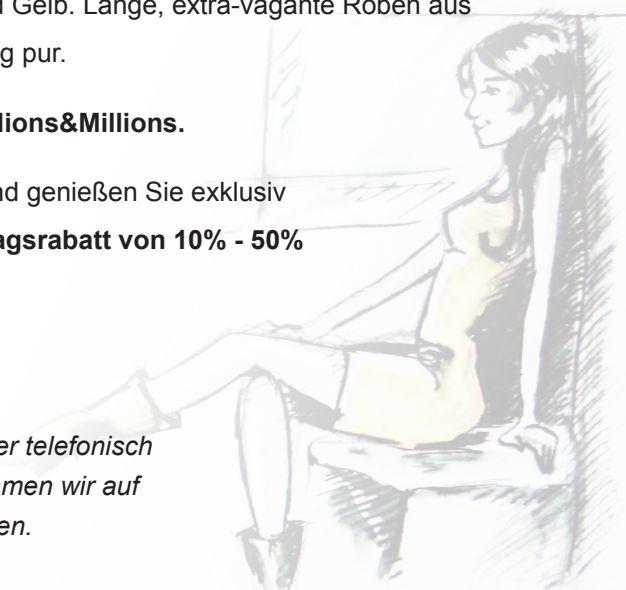 Gelb. Lange, extra-vagante Roben aus
g pur.
lions&Millions.
nd genießen Sie exklusiv
agsrabatt von 10% - 50%
er telefonisch
men wir auf
en.